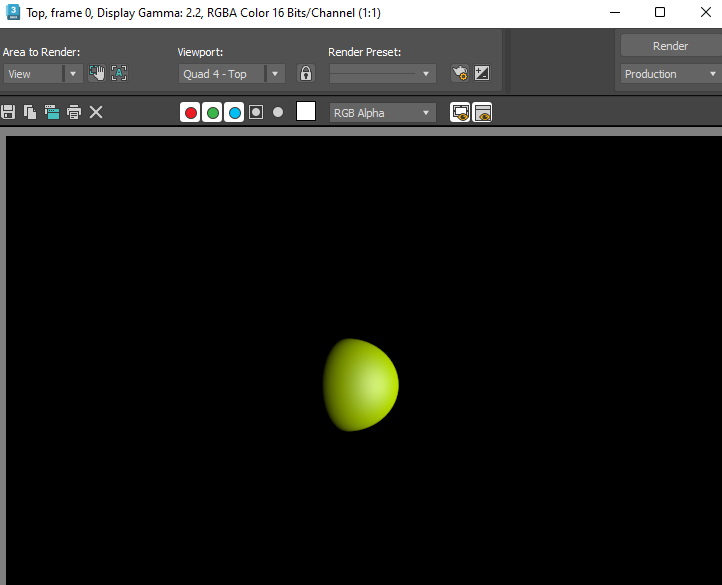 Top, frame 0, Display Gamma: 2.2, RGBA Color 16 Bits/Channel (1:1)
Area to Render:
Viewport:
Render Preset:
Render
View
Quad 4 - Top
Production
RGB Alpha